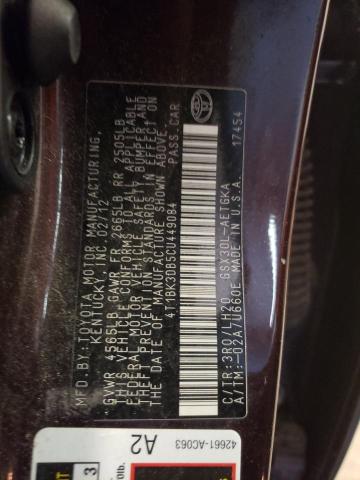 MFD.BY:TOYOTA MOTOR MANUFACTURING,
KENTUCKY, INC. 02/12
GVWR 4565LB GAWR FR 2665LB RR 2505LB
THIS VEHICLE CONFORMS TO ALL APPLICABLE
FEDERAL MOTOR VEHICLE SAFETY, BUMPER, AND
THEFT PREVENTION STANDARDS IN EFFECT ON
THE DATE OF MANUFACTURE SHOWN ABOVE.
4T1BK3DB5CU449084 PASS.CAR
C/TR:3R0/LH20 GSX30L-AETGKA
A/TM:-02A/U660E MADE IN U.S.A.
17454
42661-AC063
A2
3